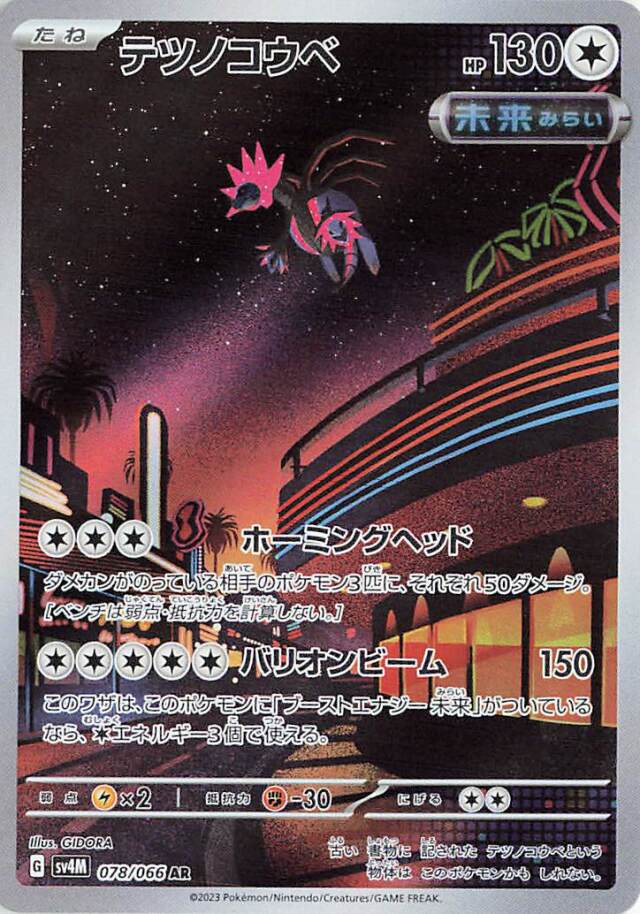 たね テツノコウベ HP130
未来 みらい
ホーミングヘッド
ダメカンがのっている相手のポケモン3匹に、それぞれ50ダメージ。
[ベンチは弱点・抵抗力を計算しない。]
バリオンビーム 150
このワザは、このポケモンに「ブーストエナジー 未来」がついている
なら、エネルギー3個で使える。
弱点 ×2 抵抗力 -30 にげる
Illus. GIDORA
古い 書物に 記された テツノコウベという
物体は このポケモンかも しれない。
G sv4M 078/066 AR
©2023 Pokémon/Nintendo/Creatures/GAME FREAK.